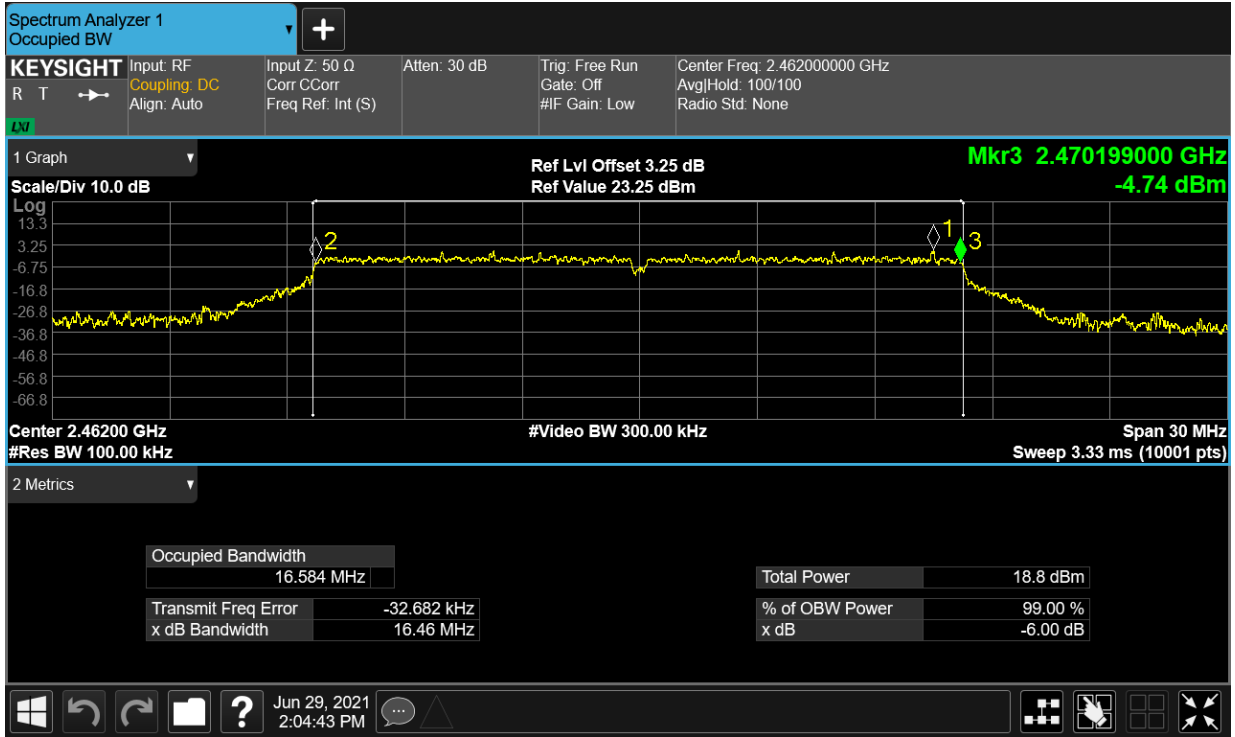 Spectrum Analyzer 1
Occupied BW
KEYSIGHT
R T
LXI
Input: RF
Coupling: DC
Align: Auto
Input Z: 50 Ω
Corr CCorr
Freq Ref: Int (S)
Atten: 30 dB
Trig: Free Run
Gate: Off
#IF Gain: Low
Center Freq: 2.462000000 GHz
Avg|Hold: 100/100
Radio Std: None
1 Graph
Scale/Div 10.0 dB
Ref Lvl Offset 3.25 dB
Ref Value 23.25 dBm
Mkr3 2.470199000 GHz
-4.74 dBm
Log
13.3
3.25
-6.75
-16.8
-26.8
-36.8
-46.8
-56.8
-66.8
2
1
3
Center 2.46200 GHz
#Video BW 300.00 kHz
Span 30 MHz
#Res BW 100.00 kHz
Sweep 3.33 ms (10001 pts)
2 Metrics
Occupied Bandwidth
16.584 MHz
Transmit Freq Error -32.682 kHz
x dB Bandwidth 16.46 MHz
Total Power 18.8 dBm
% of OBW Power 99.00 %
x dB -6.00 dB
?
Jun 29, 2021
2:04:43 PM